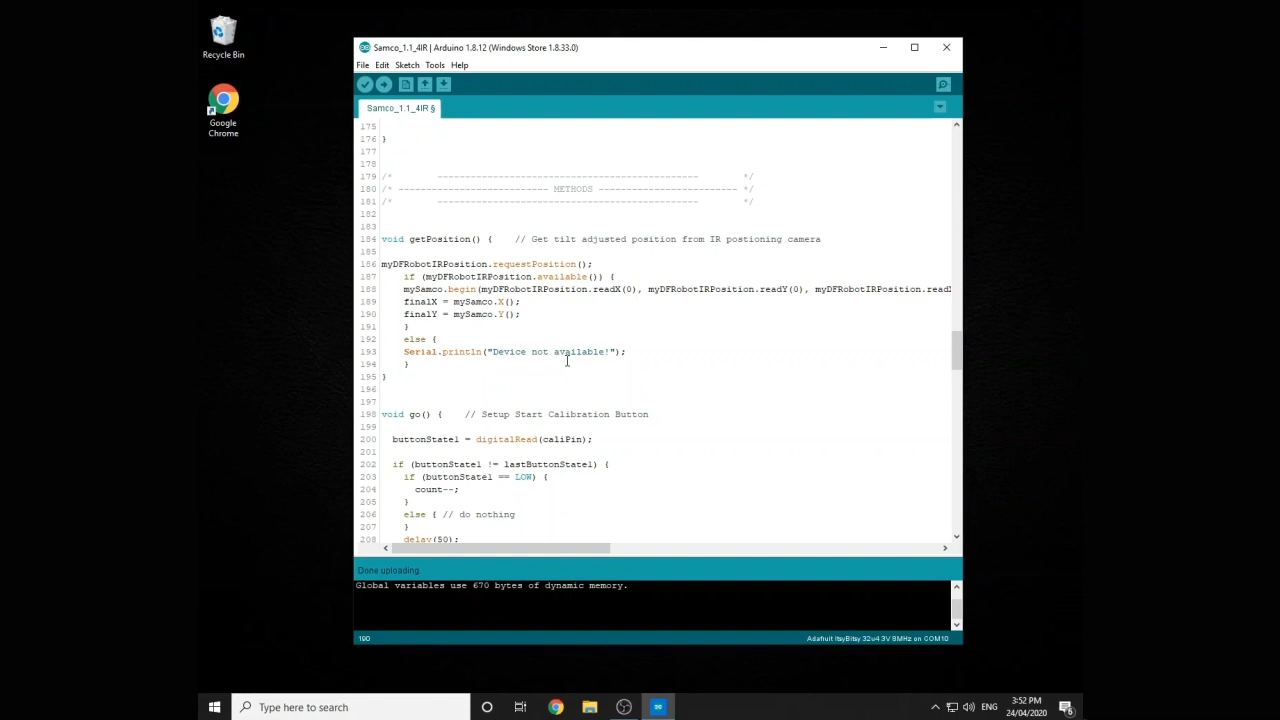 Recycle Bin
Google
Chrome
Samco_1.1_4IR | Arduino 1.8.12 (Windows Store 1.8.33.0)
File Edit Sketch Tools Help
Samco_1.1_4IR §
175
176 }
177
178
179 /* ----------------------------------------------- */
180 /* --------------------------- METHODS ------------------------- */
181 /* ----------------------------------------------- */
182
183
184 void getPosition() { // Get tilt adjusted position from IR postioning camera
185
186 myDFRobotIRPosition.requestPosition();
187 if (myDFRobotIRPosition.available()) {
188 mySamco.begin(myDFRobotIRPosition.readX(0), myDFRobotIRPosition.readY(0), myDFRobotIRPosition.readX
189 finalX = mySamco.X();
190 finalY = mySamco.Y();
191 }
192 else {
193 Serial.println("Device not available!");
194 }
195 }
196
197
198 void go() { // Setup Start Calibration Button
199
200 buttonState1 = digitalRead(caliPin);
201
202 if (buttonState1 != lastButtonState1) {
203 if (buttonState1 == LOW) {
204 count--;
205 }
206 else { // do nothing
207 }
208 delay(50);
Done uploading.
Global variables use 670 bytes of dynamic memory.
190 Adafruit ItsyBitsy 32u4 3V 8MHz on COM10
Type here to search
ENG
3:52 PM
24/04/2020
6